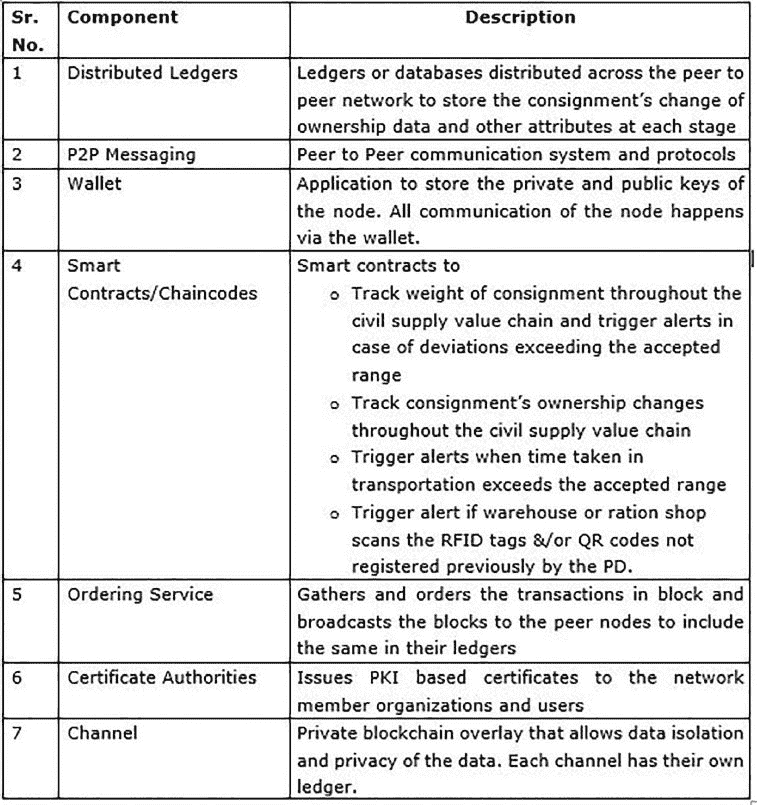 Sr. No. Component Description
1 Distributed Ledgers Ledgers or databases distributed across the peer to
peer network to store the consignment's change of
ownership data and other attributes at each stage
2 P2P Messaging Peer to Peer communication system and protocols
3 Wallet Application to store the private and public keys of
the node. All communication of the node happens
via the wallet.
4 Smart Contracts/Chaincodes Smart contracts to
o Track weight of consignment throughout the
civil supply value chain and trigger alerts in
case of deviations exceeding the accepted
range
o Track consignment's ownership changes
throughout the civil supply value chain
o Trigger alerts when time taken in
transportation exceeds the accepted range
o Trigger alert if warehouse or ration shop
scans the RFID tags &/or QR codes not
registered previously by the PD.
5 Ordering Service Gathers and orders the transactions in block and
broadcasts the blocks to the peer nodes to include
the same in their ledgers
6 Certificate Authorities Issues PKI based certificates to the network
member organizations and users
7 Channel Private blockchain overlay that allows data isolation
and privacy of the data. Each channel has their own
ledger.